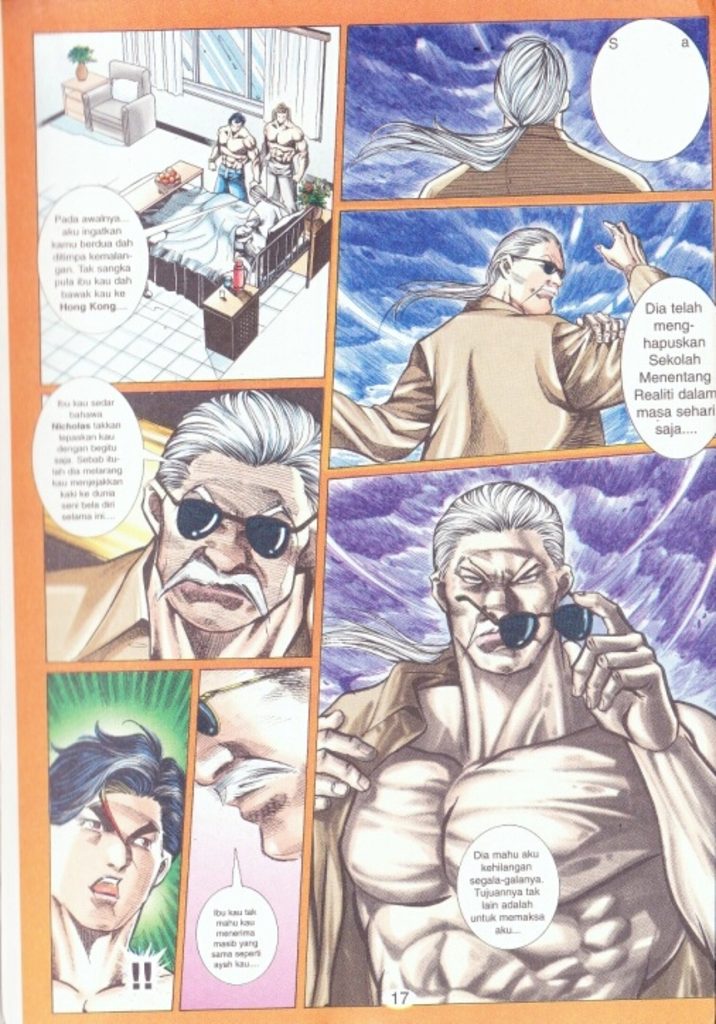 Pada awalnya....
aku ingatkan
kamu berdua dah
ditimpa kemalan-
gan. Tak sangka
pula ibu kau dah
bawak kau ke
Hong Kong....
S a
Dia telah
meng-
hapuskan
Sekolah
Menentang
Realiti dalam
masa sehari
saja....
Ibu kau sedar
bahawa
Nicholas takkan
lepaskan kau
dengan begitu
saja. Sebab itu-
lah dia melarang
kau menjejakkan
kaki ke dunia
seni bela diri
selama ini....
!!
Ibu kau tak
mahu kau
menerima
nasib yang
sama seperti
ayah kau....
Dia mahu aku
kehilangan
segala-galanya.
Tujuannya tak
lain adalah
untuk memaksa
aku....
17